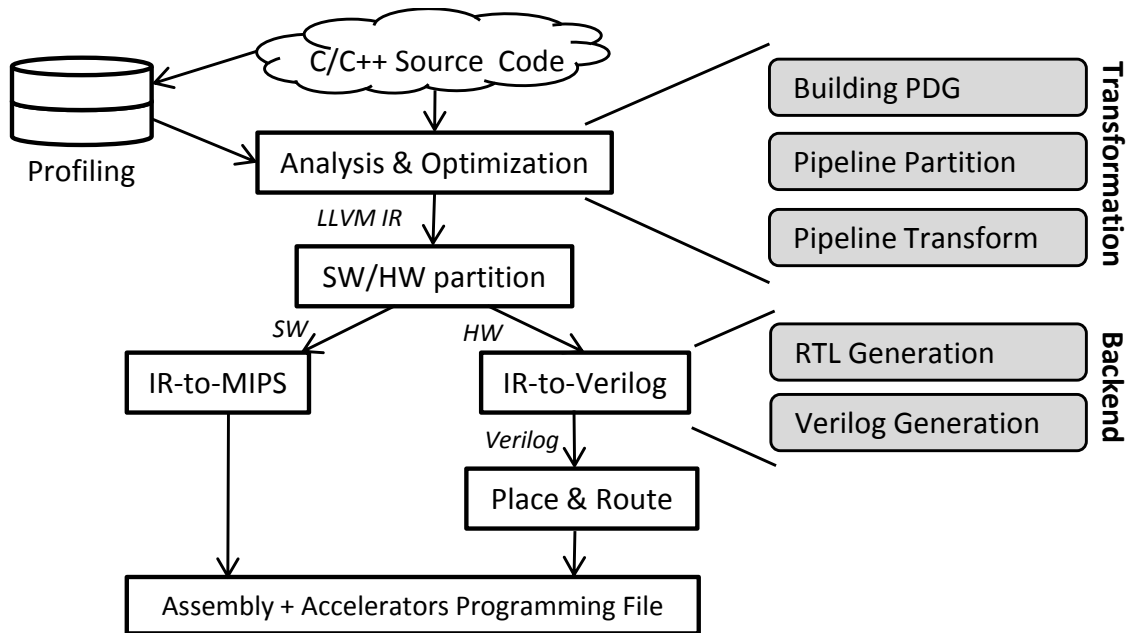 C/C++ Source Code
Profiling
Analysis & Optimization
LLVM IR
SW/HW partition
SW
HW
IR-to-MIPS
IR-to-Verilog
Verilog
Place & Route
Assembly + Accelerators Programming File
Building PDG
Pipeline Partition
Pipeline Transform
Transformation
RTL Generation
Verilog Generation
Backend